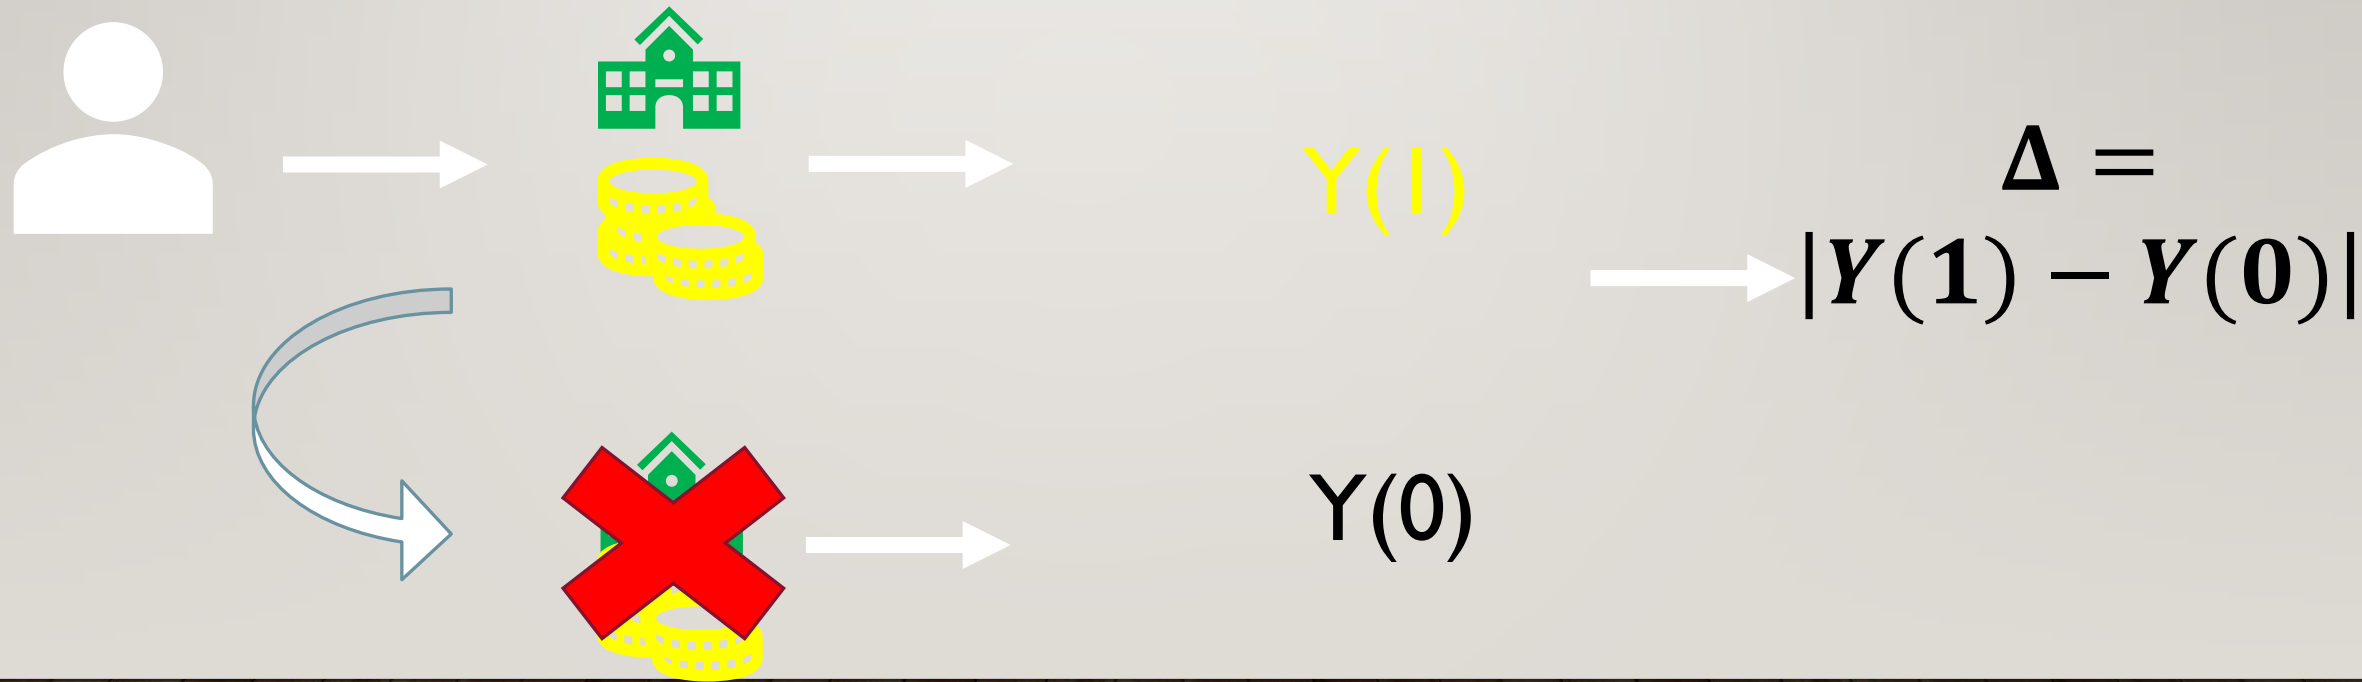 Y(1)
Δ =
|Y(1) − Y(0)|
Y(0)